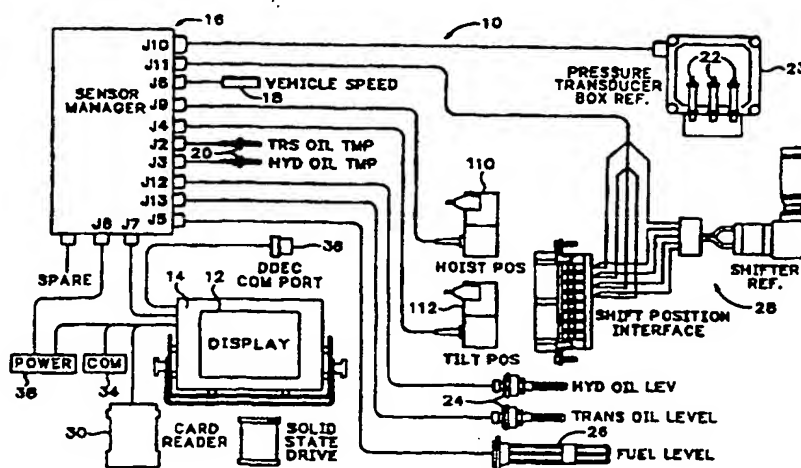 16
10
J10
J11
J6
J9
J4
J2
J3
J12
J13
J5
SENSOR
MANAGER
J8
J7
SPARE
VEHICLE SPEED
18
20
TRS OIL TMP
HYD OIL TMP
22
23
PRESSURE
TRANSDUCER
BOX REF.
110
HOIST POS
112
TILT POS
SHIFTER
REF.
28
SHIFT POSITION
INTERFACE
36
DDEC
COM PORT
14
12
DISPLAY
POWER
38
COM
34
30
CARD
READER
SOLID
STATE
DRIVE
24
HYD OIL LEV
TRANS OIL LEVEL
26
FUEL LEVEL